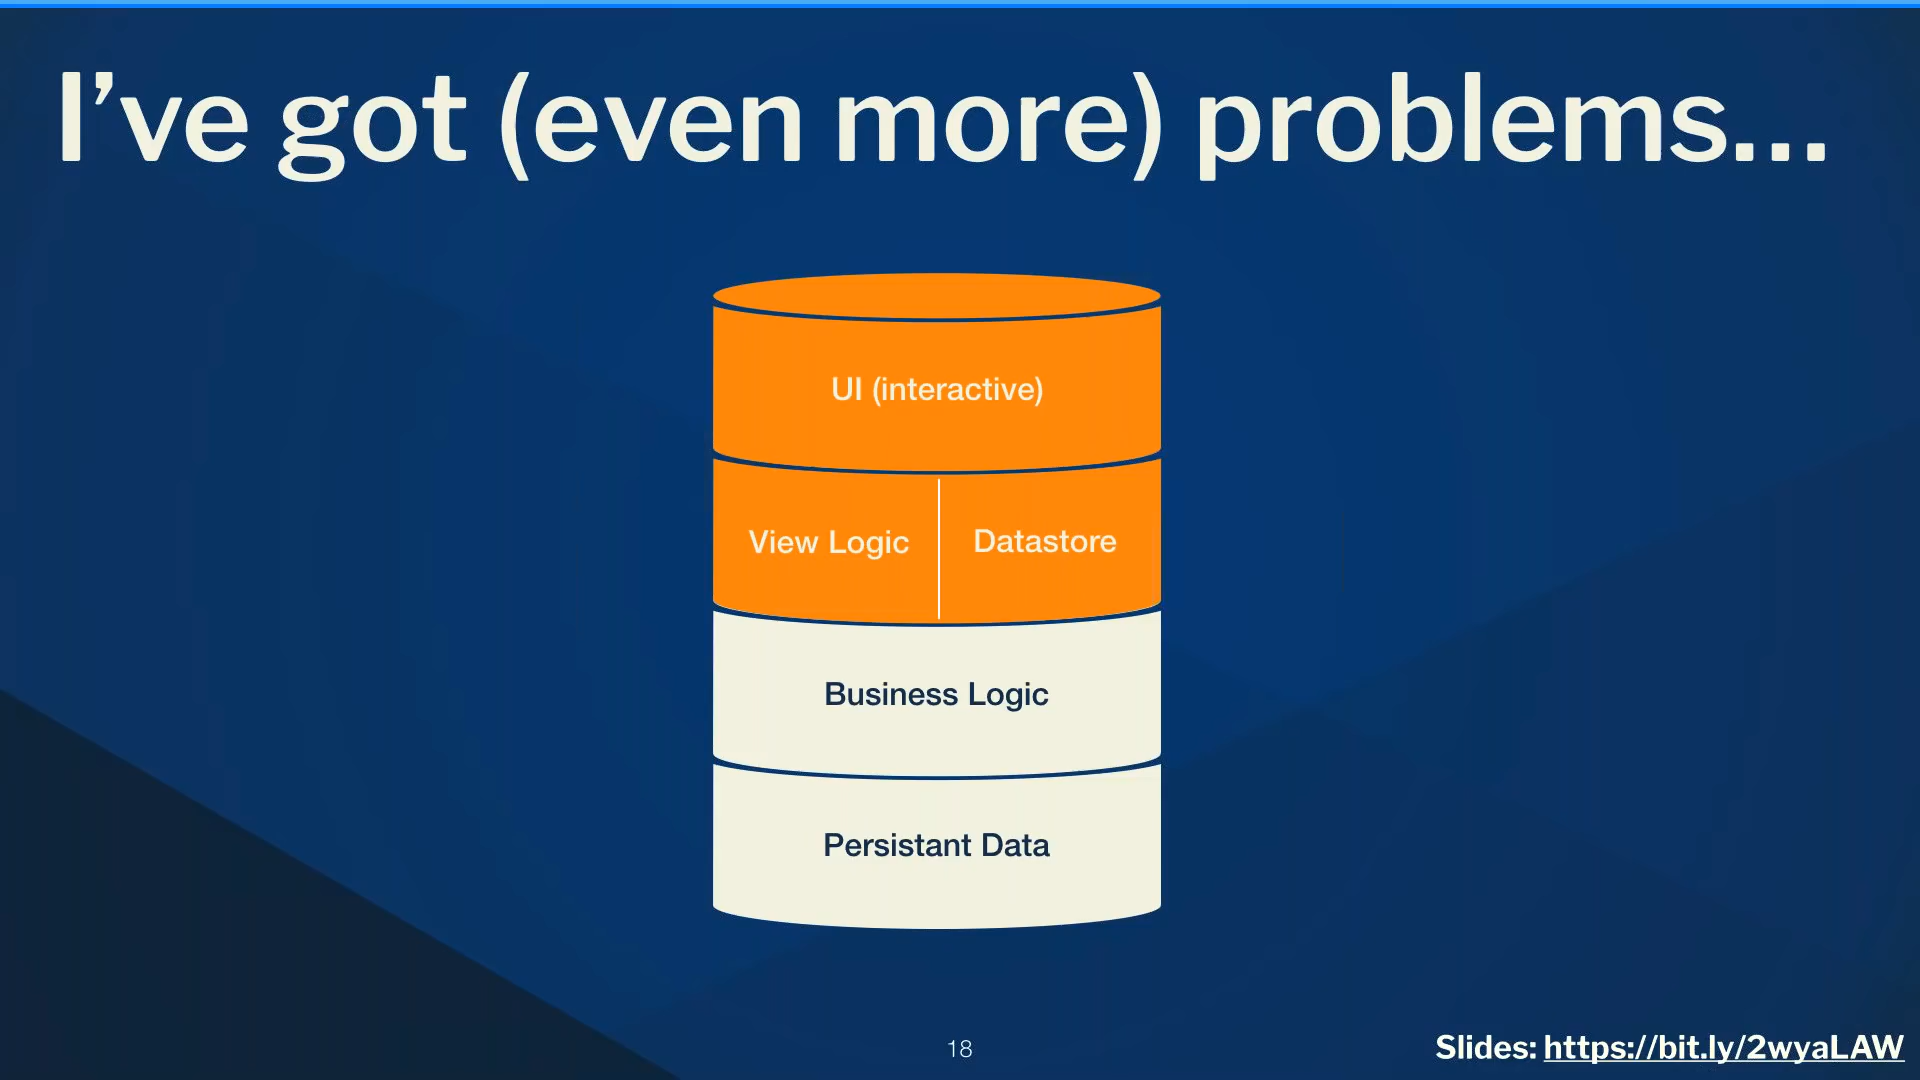 I’ve got (even more) problems...
UI (interactive)
View Logic
Datastore
Business Logic
Persistant Data
18
Slides: https://bit.ly/2wyaLAW